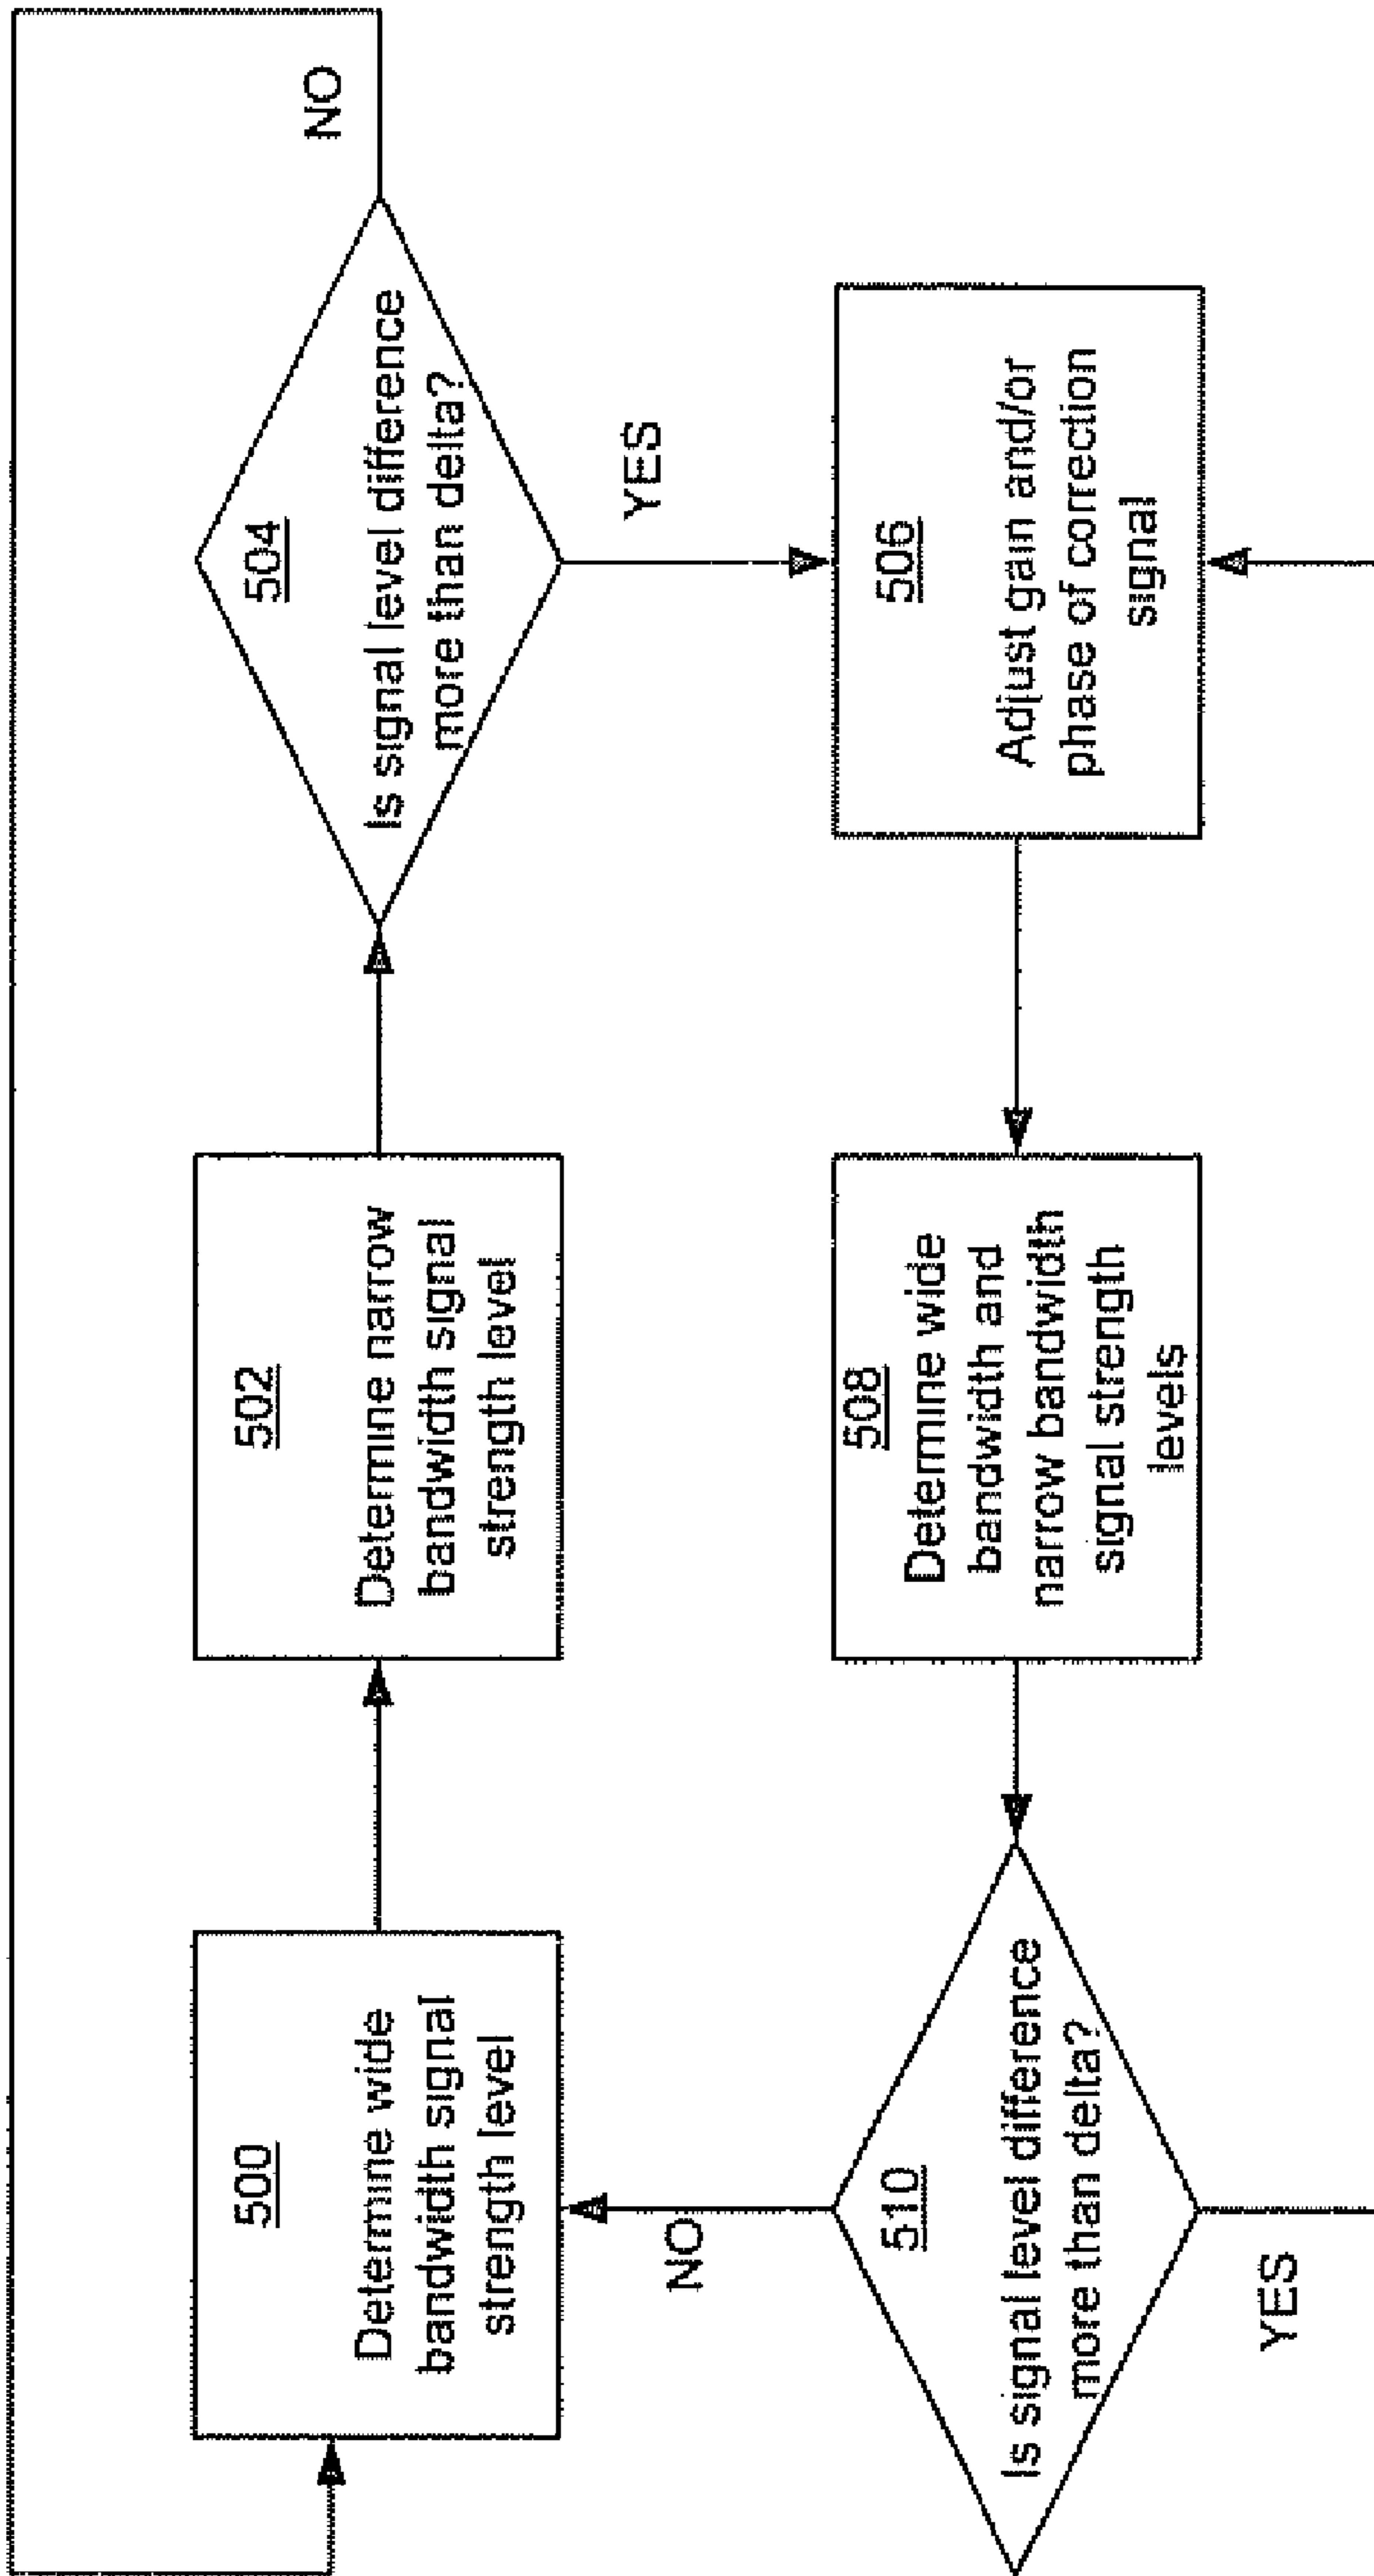 500
Determine wide
bandwidth signal
strength level
502
Determine narrow
bandwidth signal
strength level
504
Is signal level difference
more than delta?
NO
YES
506
Adjust gain and/or
phase of correction
signal
508
Determine wide
bandwidth and
narrow bandwidth
signal strength
levels
510
Is signal level difference
more than delta?
NO
YES